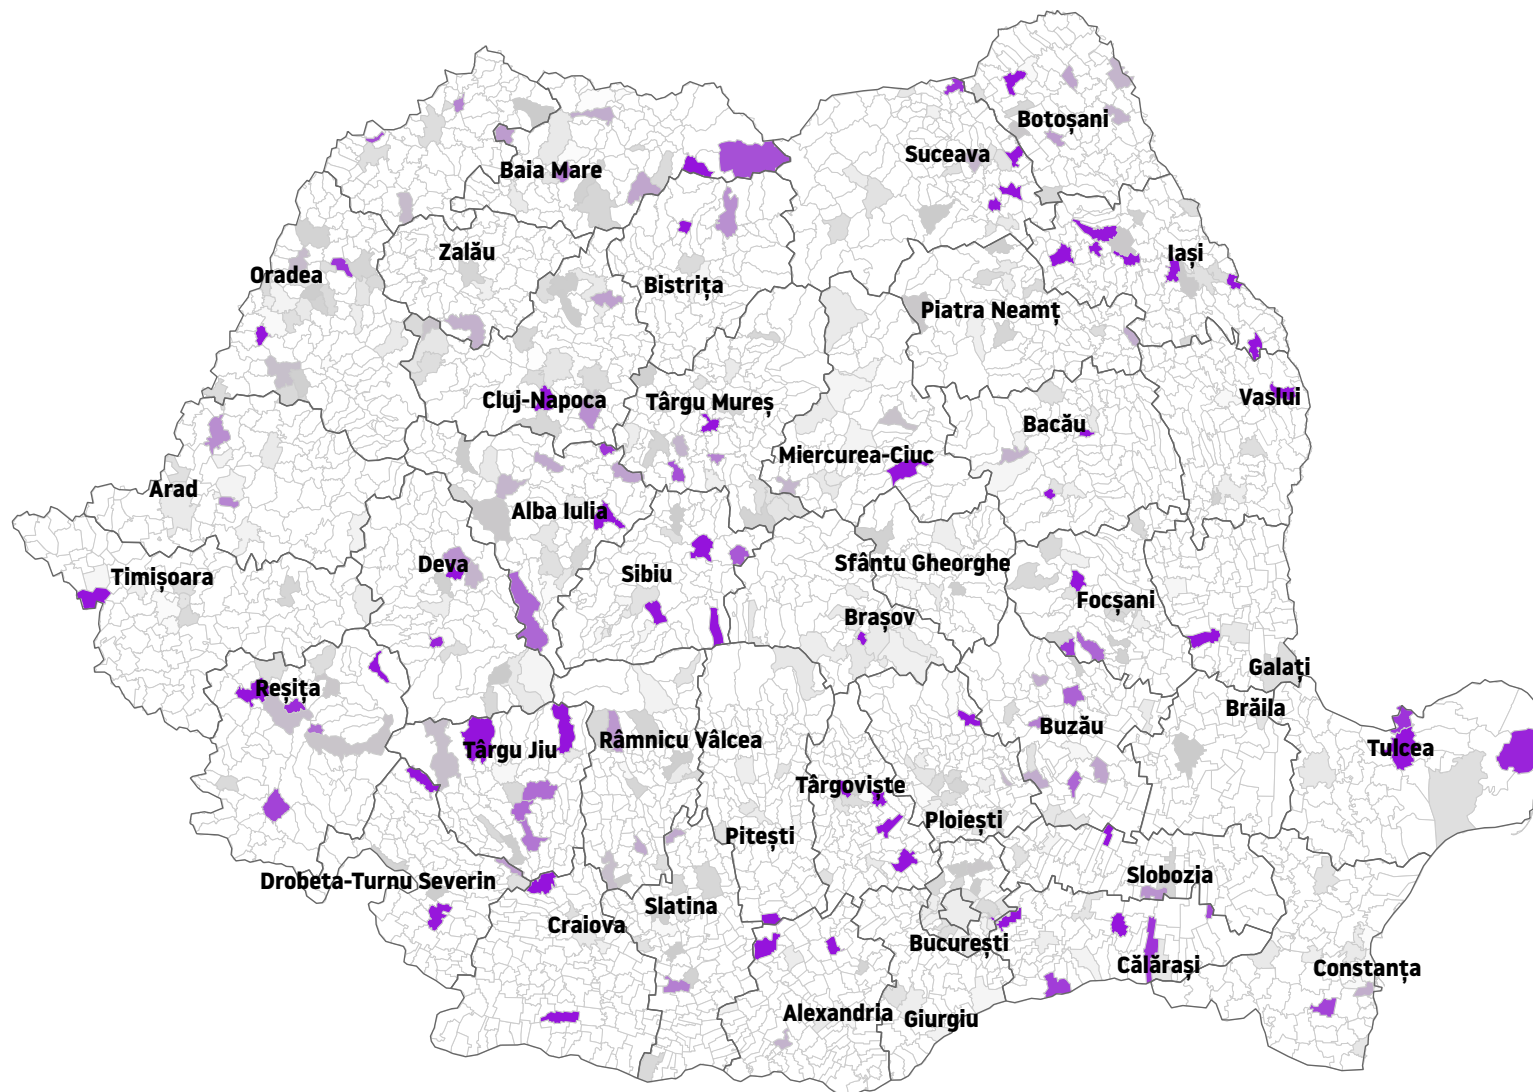 Botoșani
Suceava
Baia Mare
Zalău
Iași
Oradea
Bistrița
Piatra Neamț
Vaslui
Cluj-Napoca
Târgu Mureș
Bacău
Miercurea-Ciuc
Arad
Alba Iulia
Deva
Sfântu Gheorghe
Sibiu
Timișoara
Focșani
Brașov
Galați
Reșița
Brăila
Buzău
Târgu Jiu
Râmnicu Vâlcea
Tulcea
Târgoviște
Ploiești
Pitești
Slobozia
Drobeta-Turnu Severin
Slatina
Craiova
București
Călărași
Constanța
Alexandria
Giurgiu